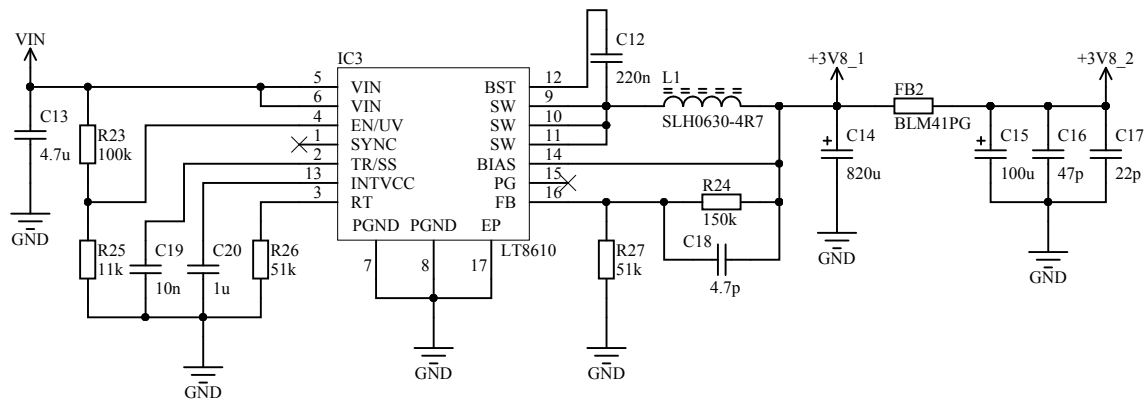 VIN
IC3
C12
220n
L1
SLH0630-4R7
+3V8_1
+3V8_2
FB2
BLM41PG
5 VIN
6 VIN
4 EN/UV
1 SYNC
2 TR/SS
13 INTVCC
3 RT
BST 12
SW 9
SW 10
SW 11
BIAS 14
PG 15
FB 16
PGND PGND EP
7 8 17
LT8610
C13
4.7u
GND
R23
100k
R25
11k
C19
10n
C20
1u
R26
51k
GND
GND
R27
51k
GND
R24
150k
C18
4.7p
+
C14
820u
GND
+
C15
100u
C16
47p
C17
22p
GND